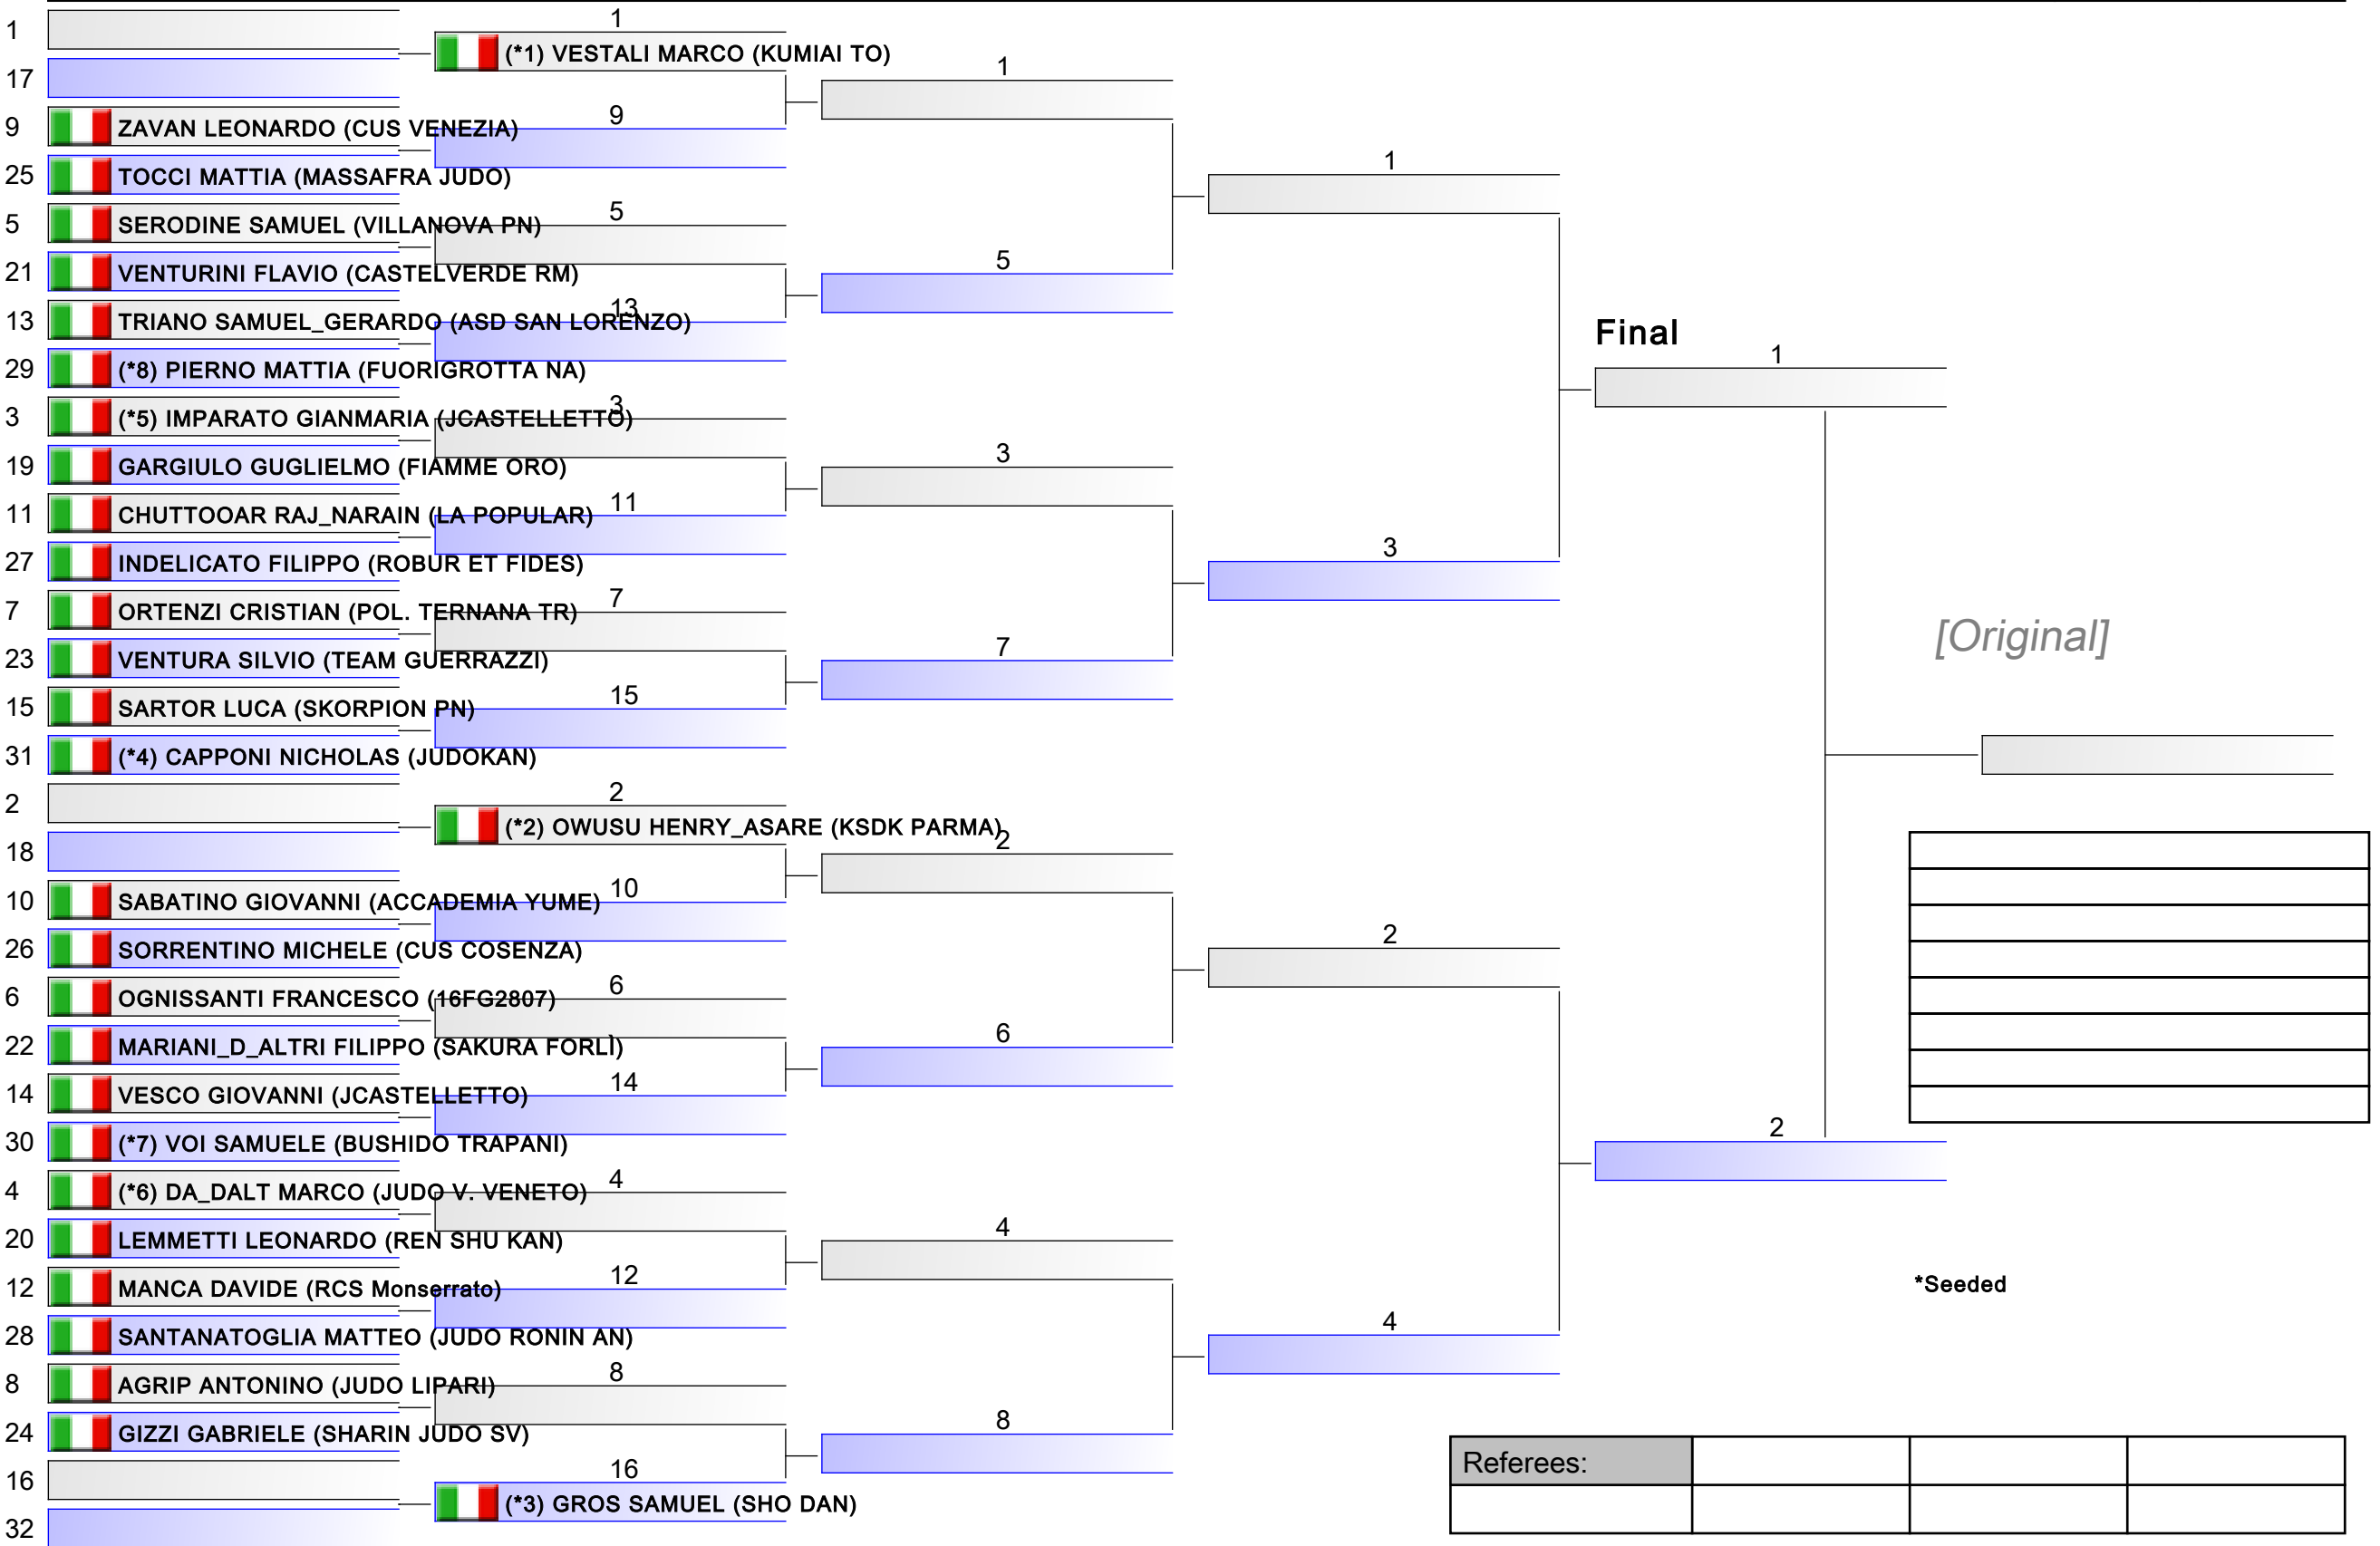 1
1
(*1) VESTALI MARCO (KUMIAI TO)
17
1
9
ZAVAN LEONARDO (CUS VENEZIA)
9
25
TOCCI MATTIA (MASSAFRA JUDO)
1
5
SERODINE SAMUEL (VILLANOVA PN)
5
21
VENTURINI FLAVIO (CASTELVERDE RM)
5
13
TRIANO SAMUEL_GERARDO (ASD SAN LORENZO)
13
Final
29
(*8) PIERNO MATTIA (FUORIGROTTA NA)
1
3
(*5) IMPARATO GIANMARIA (JCASTELLETTO)
3
19
GARGIULO GUGLIELMO (FIAMME ORO)
3
11
CHUTTOOAR RAJ_NARAIN (LA POPULAR)
11
27
INDELICATO FILIPPO (ROBUR ET FIDES)
3
7
ORTENZI CRISTIAN (POL. TERNANA TR)
7
[Original]
23
VENTURA SILVIO (TEAM GUERRAZZI)
7
15
SARTOR LUCA (SKORPION PN)
15
31
(*4) CAPPONI NICHOLAS (JUDOKAN)
2
2
(*2) OWUSU HENRY_ASARE (KSDK PARMA)
18
2
10
SABATINO GIOVANNI (ACCADEMIA YUME)
10
26
SORRENTINO MICHELE (CUS COSENZA)
2
6
OGNISSANTI FRANCESCO (16FG2807)
6
22
MARIANI_D_ALTRI FILIPPO (SAKURA FORLÌ)
6
14
VESCO GIOVANNI (JCASTELLETTO)
14
30
(*7) VOI SAMUELE (BUSHIDO TRAPANI)
2
4
(*6) DA_DALT MARCO (JUDO V. VENETO)
4
20
LEMMETTI LEONARDO (REN SHU KAN)
4
12
MANCA DAVIDE (RCS Monserrato)
12
*Seeded
28
SANTANATOGLIA MATTEO (JUDO RONIN AN)
4
8
AGRIP ANTONINO (JUDO LIPARI)
8
24
GIZZI GABRIELE (SHARIN JUDO SV)
8
16
16
(*3) GROS SAMUEL (SHO DAN)
32
Referees: